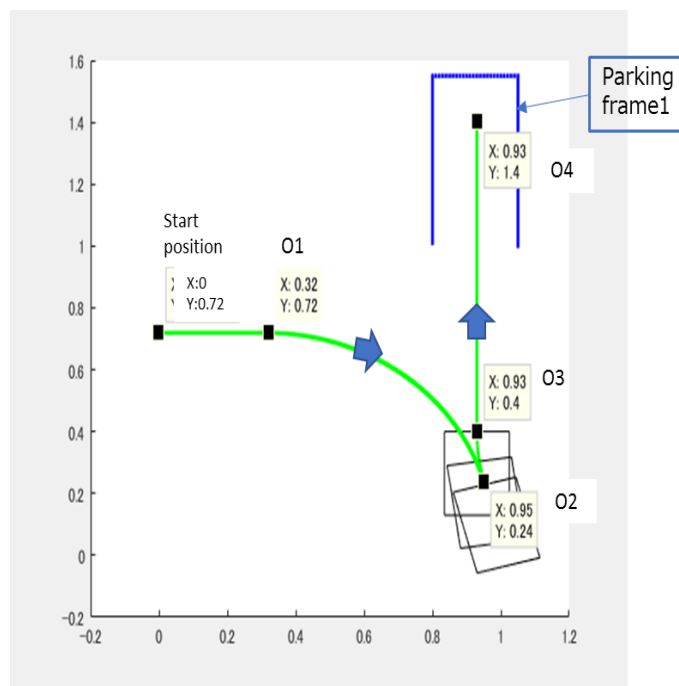 Parking
frame1
1.6
1.4
1.2
1
0.8
0.6
0.4
0.2
0
-0.2
X: 0.93
Y: 1.4
O4
Start
position
O1
X:0
Y:0.72
X: 0.32
Y: 0.72
X: 0.93
Y: 0.4
O3
X: 0.95
Y: 0.24
O2
-0.2
0
0.2
0.4
0.6
0.8
1
1.2